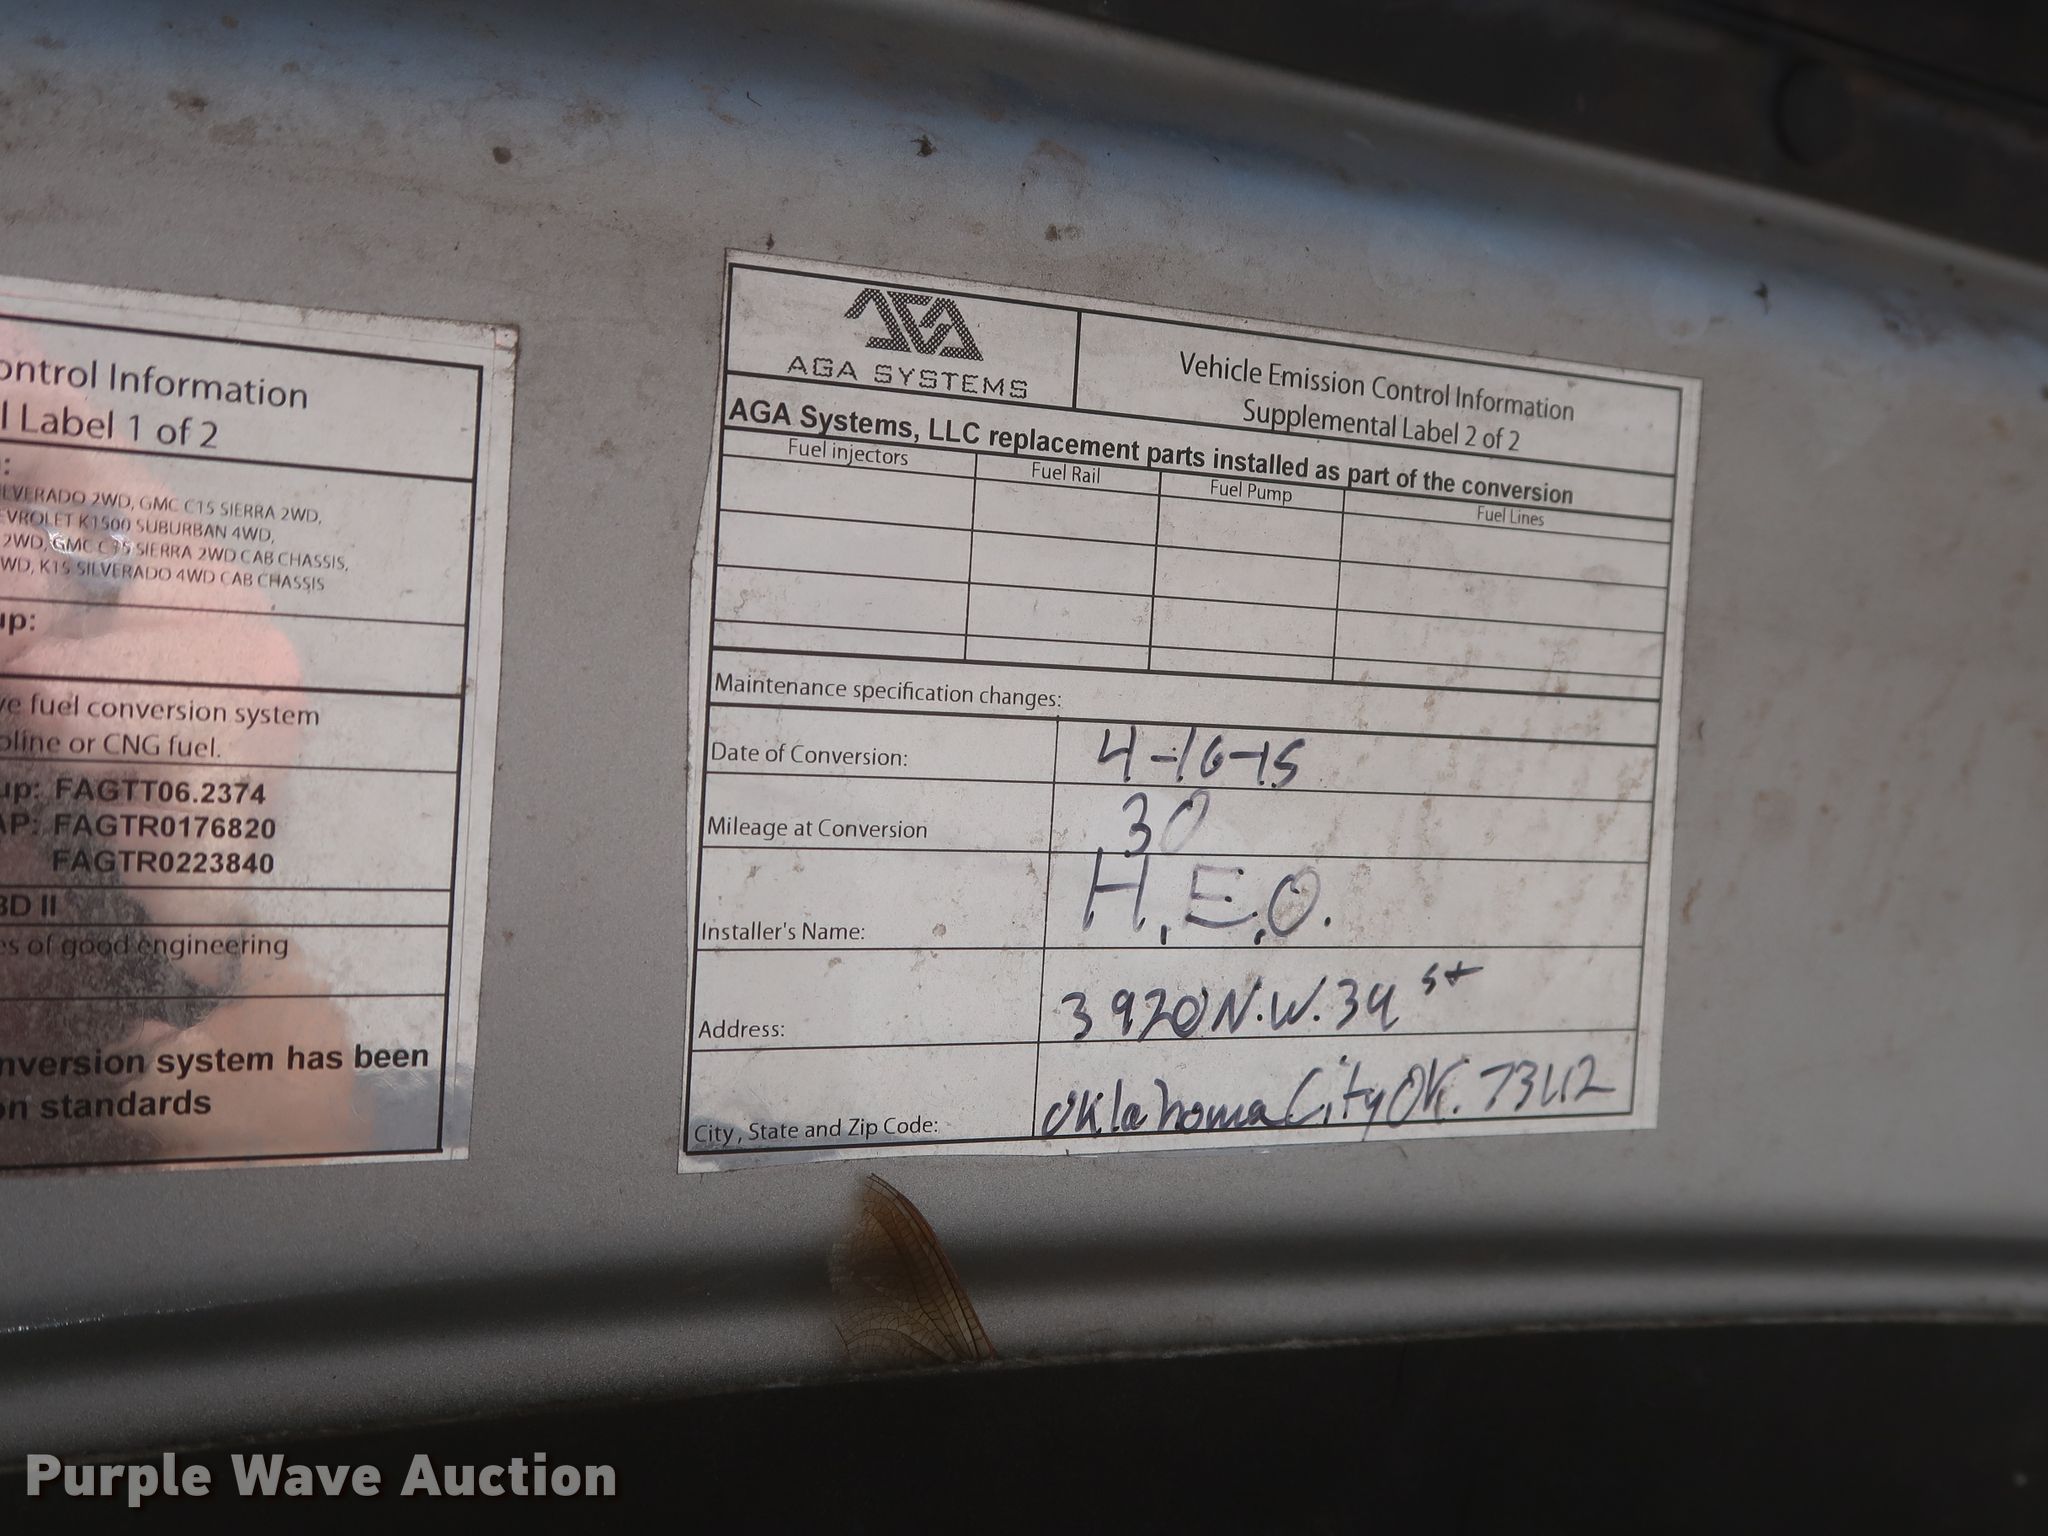 ontrol Information
l Label 1 of 2
:
LVERADO 2WD, GMC C15 SIERRA 2WD,
EVROLET K1500 SUBURBAN 4WD,
2WD, GMC C15 SIERRA 2WD CAB CHASSIS,
WD, K15 SILVERADO 4WD CAB CHASSIS
up:
ve fuel conversion system
oline or CNG fuel.
up: FAGTT06.2374
AP: FAGTR0176820
FAGTR0223840
BD II
es of good engineering
nversion system has been
on standards
AGA
AGA SYSTEMS
Vehicle Emission Control Information
Supplemental Label 2 of 2
AGA Systems, LLC replacement parts installed as part of the conversion
Fuel injectors Fuel Rail Fuel Pump Fuel Lines
Maintenance specification changes:
Date of Conversion: 4-16-15
Mileage at Conversion 30
Installer's Name: H.E.O.
Address: 3920 N.W. 39 st
City, State and Zip Code: Oklahoma City OK. 73112
Purple Wave Auction